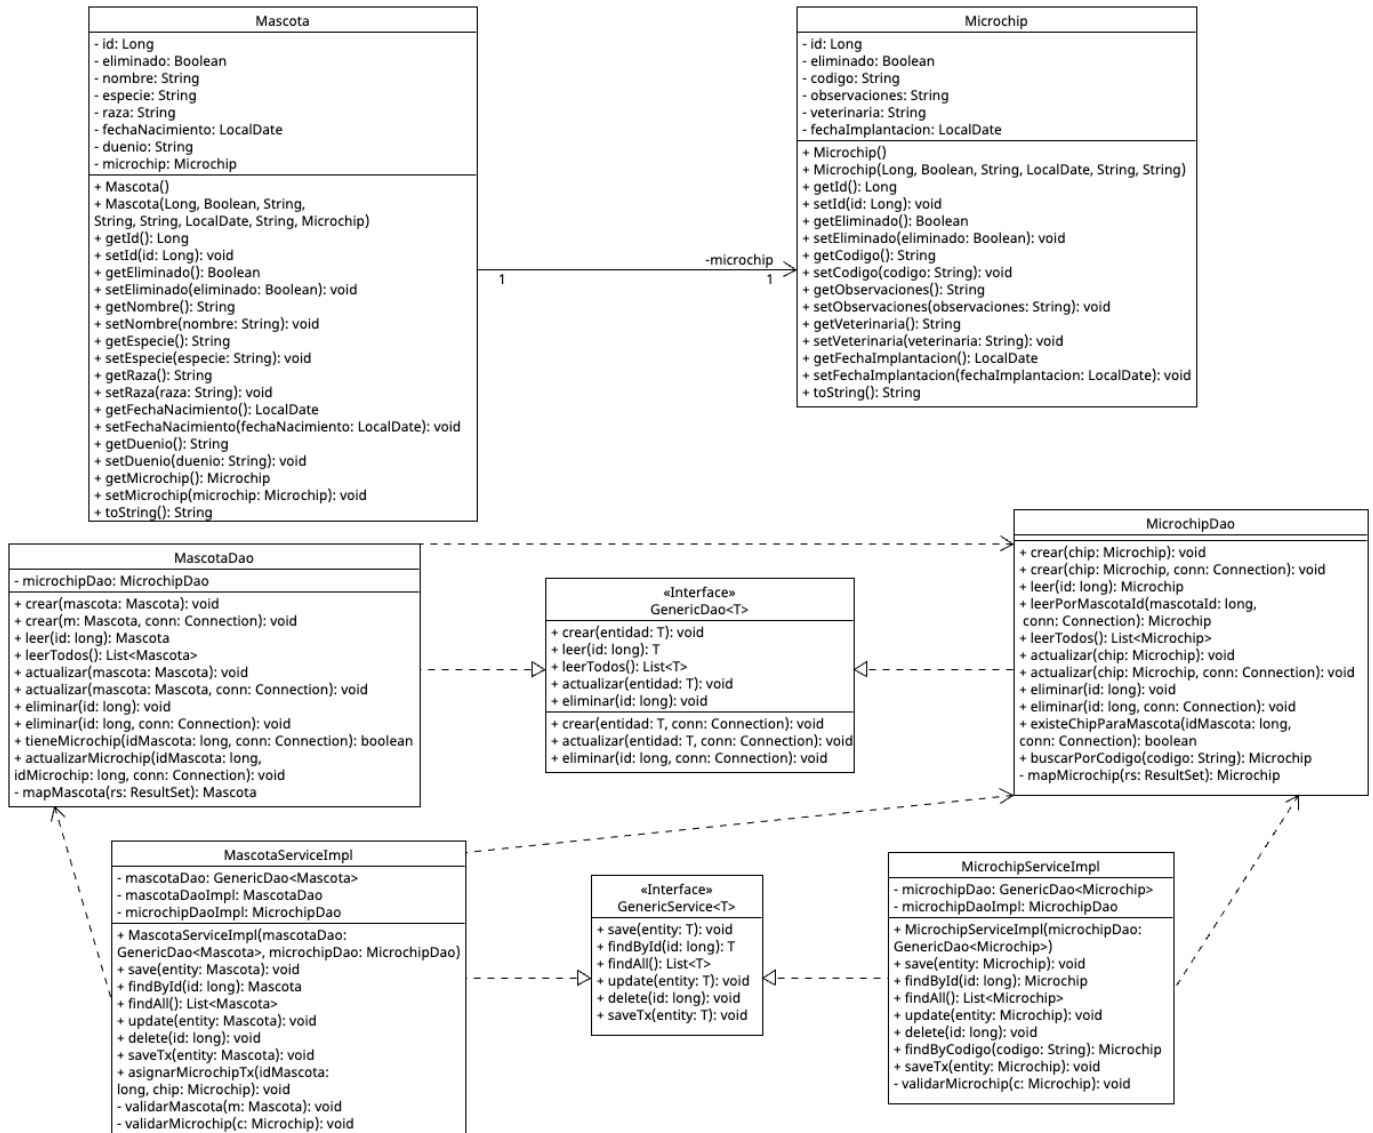 Mascota
- id: Long
- eliminado: Boolean
- nombre: String
- especie: String
- raza: String
- fechaNacimiento: LocalDate
- duenio: String
- microchip: Microchip
+ Mascota()
+ Mascota(Long, Boolean, String,
String, String, LocalDate, String, Microchip)
+ getId(): Long
+ setId(id: Long): void
+ getEliminado(): Boolean
+ setEliminado(eliminado: Boolean): void
+ getNombre(): String
+ setNombre(nombre: String): void
+ getEspecie(): String
+ setEspecie(especie: String): void
+ getRaza(): String
+ setRaza(raza: String): void
+ getFechaNacimiento(): LocalDate
+ setFechaNacimiento(fechaNacimiento: LocalDate): void
+ getDuenio(): String
+ setDuenio(duenio: String): void
+ getMicrochip(): Microchip
+ setMicrochip(microchip: Microchip): void
+ toString(): String
1
-microchip
1
Microchip
- id: Long
- eliminado: Boolean
- codigo: String
- observaciones: String
- veterinaria: String
- fechaImplantacion: LocalDate
+ Microchip()
+ Microchip(Long, Boolean, String, LocalDate, String, String)
+ getId(): Long
+ setId(id: Long): void
+ getEliminado(): Boolean
+ setEliminado(eliminado: Boolean): void
+ getCodigo(): String
+ setCodigo(codigo: String): void
+ getObservaciones(): String
+ setObservaciones(observaciones: String): void
+ getVeterinaria(): String
+ setVeterinaria(veterinaria: String): void
+ getFechaImplantacion(): LocalDate
+ setFechaImplantacion(fechaImplantacion: LocalDate): void
+ toString(): String
MascotaDao
- microchipDao: MicrochipDao
+ crear(mascota: Mascota): void
+ crear(m: Mascota, conn: Connection): void
+ leer(id: long): Mascota
+ leerTodos(): List<Mascota>
+ actualizar(mascota: Mascota): void
+ actualizar(mascota: Mascota, conn: Connection): void
+ eliminar(id: long): void
+ eliminar(id: long, conn: Connection): void
+ tieneMicrochip(idMascota: long, conn: Connection): boolean
+ actualizarMicrochip(idMascota: long,
idMicrochip: long, conn: Connection): void
- mapMascota(rs: ResultSet): Mascota
«Interface»
GenericDao<T>
+ crear(entidad: T): void
+ leer(id: long): T
+ leerTodos(): List<T>
+ actualizar(entidad: T): void
+ eliminar(id: long): void
+ crear(entidad: T, conn: Connection): void
+ actualizar(entidad: T, conn: Connection): void
+ eliminar(id: long, conn: Connection): void
MicrochipDao
+ crear(chip: Microchip): void
+ crear(chip: Microchip, conn: Connection): void
+ leer(id: long): Microchip
+ leerPorMascotaId(mascotaId: long,
conn: Connection): Microchip
+ leerTodos(): List<Microchip>
+ actualizar(chip: Microchip): void
+ actualizar(chip: Microchip, conn: Connection): void
+ eliminar(id: long): void
+ eliminar(id: long, conn: Connection): void
+ existeChipParaMascota(idMascota: long,
conn: Connection): boolean
+ buscarPorCodigo(codigo: String): Microchip
- mapMicrochip(rs: ResultSet): Microchip
MascotaServiceImpl
- mascotaDao: GenericDao<Mascota>
- mascotaDaoImpl: MascotaDao
- microchipDaoImpl: MicrochipDao
+ MascotaServiceImpl(mascotaDao:
GenericDao<Mascota>, microchipDao: MicrochipDao)
+ save(entity: Mascota): void
+ findById(id: long): Mascota
+ findAll(): List<Mascota>
+ update(entity: Mascota): void
+ delete(id: long): void
+ saveTx(entity: Mascota): void
+ asignarMicrochipTx(idMascota:
long, chip: Microchip): void
- validarMascota(m: Mascota): void
- validarMicrochip(c: Microchip): void
«Interface»
GenericService<T>
+ save(entity: T): void
+ findById(id: long): T
+ findAll(): List<T>
+ update(entity: T): void
+ delete(id: long): void
+ saveTx(entity: T): void
MicrochipServiceImpl
- microchipDao: GenericDao<Microchip>
- microchipDaoImpl: MicrochipDao
+ MicrochipServiceImpl(microchipDao:
GenericDao<Microchip>)
+ save(entity: Microchip): void
+ findById(id: long): Microchip
+ findAll(): List<Microchip>
+ update(entity: Microchip): void
+ delete(id: long): void
+ findByCodigo(codigo: String): Microchip
+ saveTx(entity: Microchip): void
- validarMicrochip(c: Microchip): void